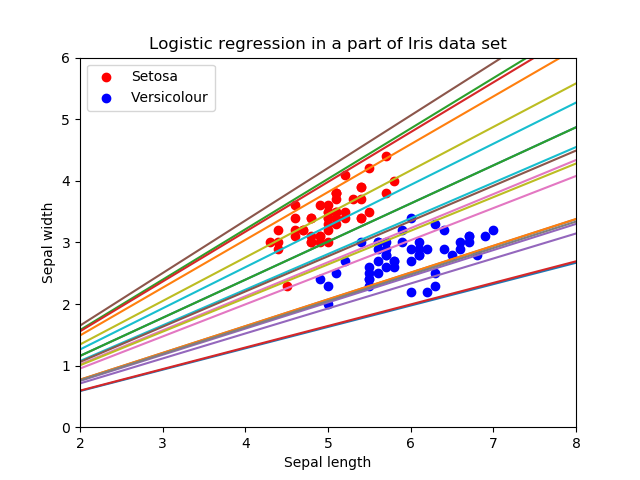 Logistic regression in a part of Iris data set
Setosa
Versicolour
6
5
4
3
2
1
0
Sepal width
2
3
4
5
6
7
8
Sepal length